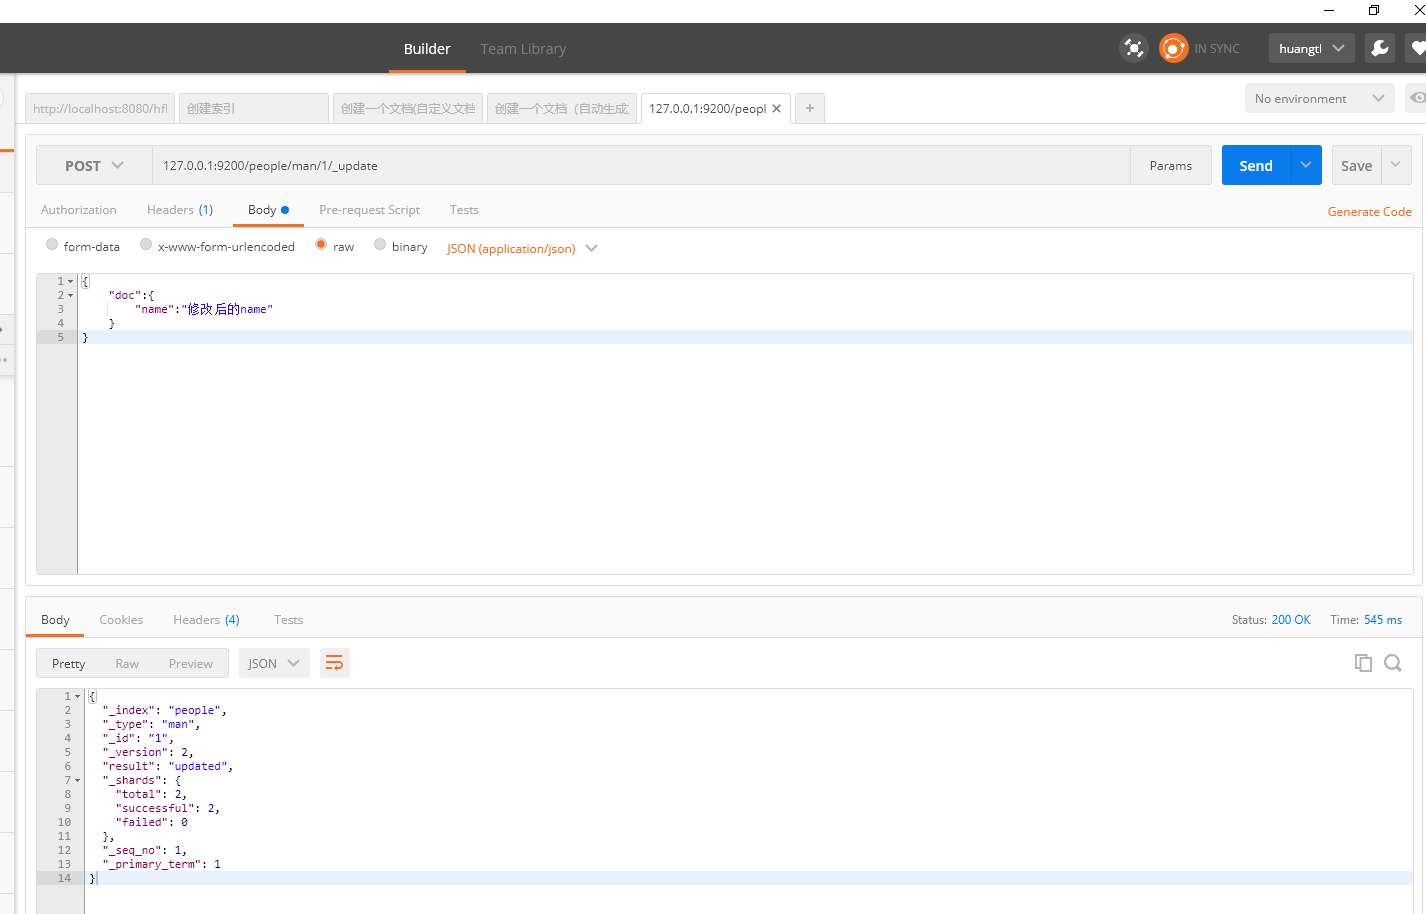 Builder
Team Library
IN SYNC
huangtl
http://localhost:8080/hfl
创建索引
创建一个文档(自定义文档
创建一个文档（自动生成
127.0.0.1:9200/peopl
+
No environment
POST
127.0.0.1:9200/people/man/1/_update
Params
Send
Save
Authorization
Headers (1)
Body
Pre-request Script
Tests
Generate Code
form-data
x-www-form-urlencoded
raw
binary
JSON (application/json)
1 {
2 "doc":{
3 "name":"修改后的name"
4 }
5 }
Body
Cookies
Headers (4)
Tests
Status: 200 OK
Time: 545 ms
Pretty
Raw
Preview
JSON
1 {
2 "_index": "people",
3 "_type": "man",
4 "_id": "1",
5 "_version": 2,
6 "result": "updated",
7 "_shards": {
8 "total": 2,
9 "successful": 2,
10 "failed": 0
11 },
12 "_seq_no": 1,
13 "_primary_term": 1
14 }